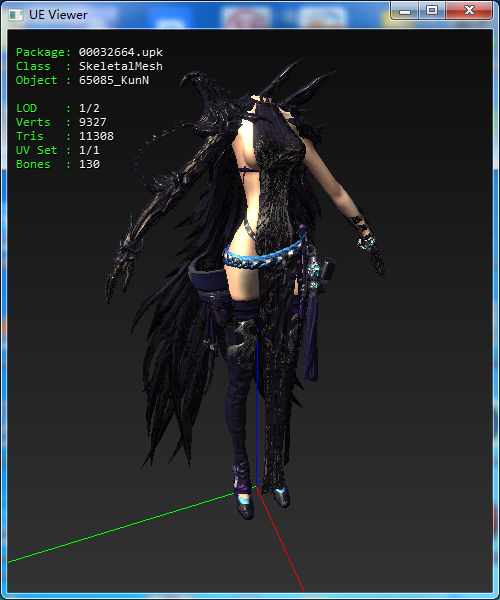 UE Viewer
Package: 00032664.upk
Class : SkeletalMesh
Object : 65085_KunN
LOD : 1/2
Verts : 9327
Tris : 11308
UV Set : 1/1
Bones : 130